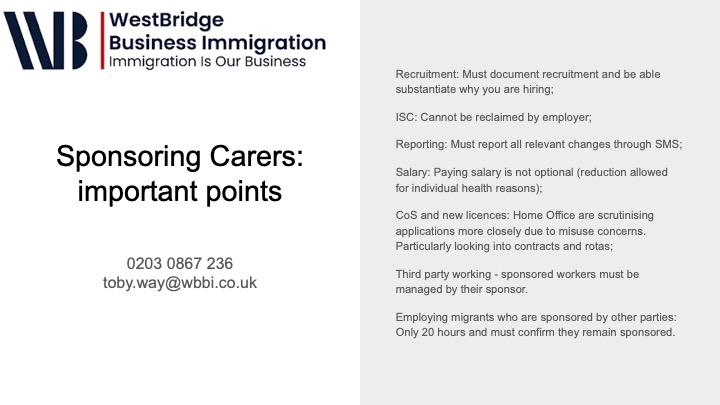 WB
WestBridge
Business Immigration
Immigration Is Our Business
Sponsoring Carers:
important points
0203 0867 236
toby.way@wbbi.co.uk
Recruitment: Must document recruitment and be able
substantiate why you are hiring;
ISC: Cannot be reclaimed by employer;
Reporting: Must report all relevant changes through SMS;
Salary: Paying salary is not optional (reduction allowed
for individual health reasons);
CoS and new licences: Home Office are scrutinising
applications more closely due to misuse concerns.
Particularly looking into contracts and rotas;
Third party working - sponsored workers must be
managed by their sponsor.
Employing migrants who are sponsored by other parties:
Only 20 hours and must confirm they remain sponsored.